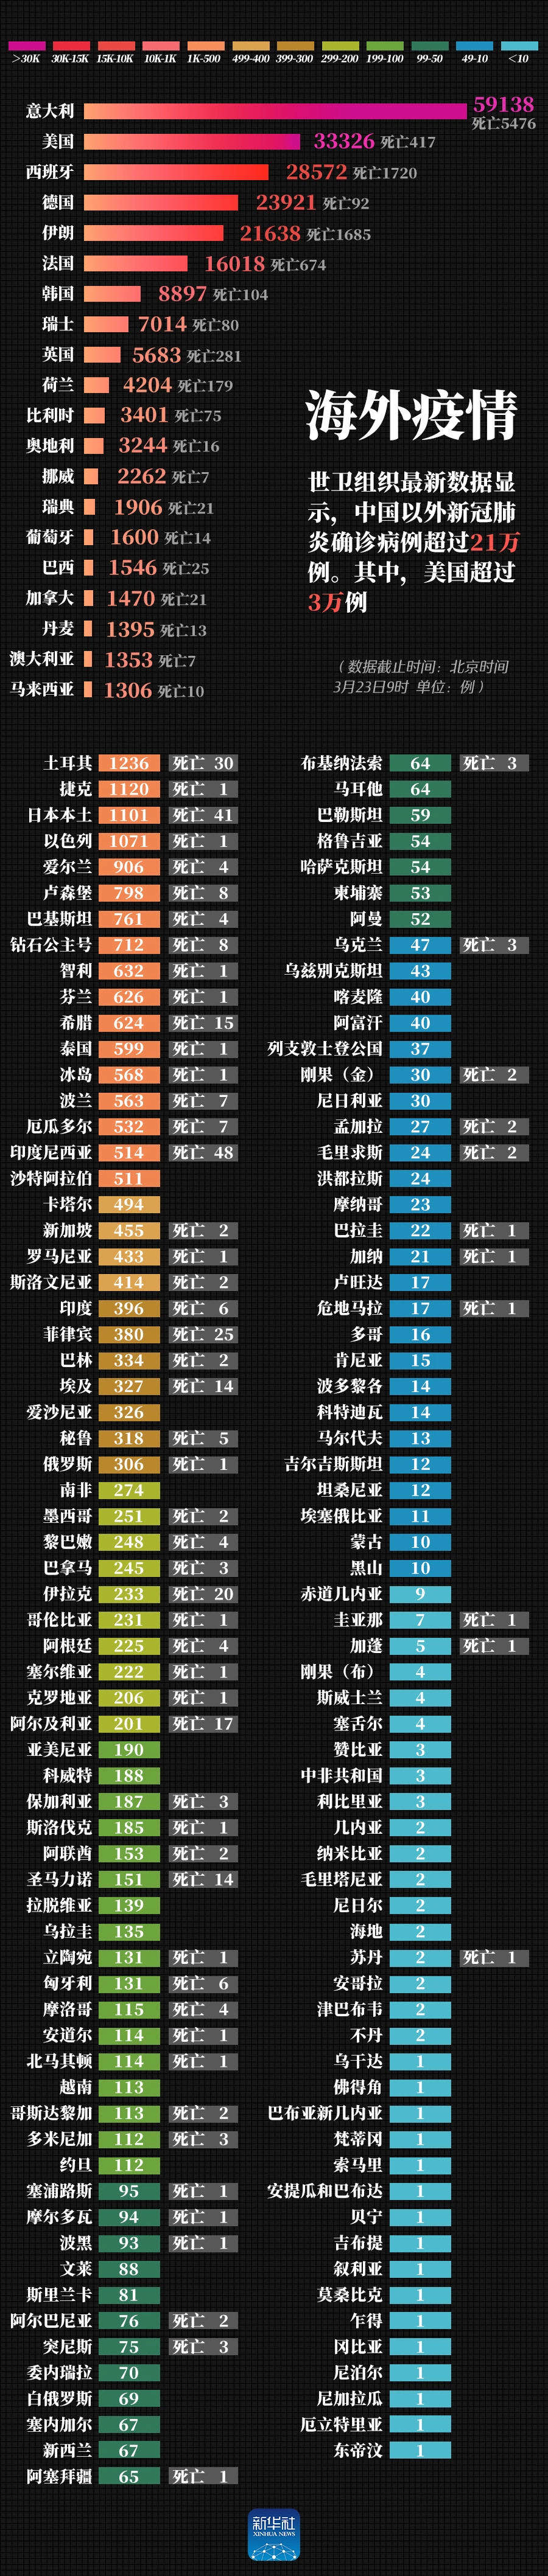 >30K 30K-15K 15K-10K 10K-1K 1K-500 499-400 399-300 299-200 199-100 99-50 49-10 <10
意大利 59138 死亡5476
美国 33326 死亡417
西班牙 28572 死亡1720
德国 23921 死亡92
伊朗 21638 死亡1685
法国 16018 死亡674
韩国 8897 死亡104
瑞士 7014 死亡80
英国 5683 死亡281
荷兰 4204 死亡179
比利时 3401 死亡75
奥地利 3244 死亡16
挪威 2262 死亡7
瑞典 1906 死亡21
葡萄牙 1600 死亡14
巴西 1546 死亡25
加拿大 1470 死亡21
丹麦 1395 死亡13
澳大利亚 1353 死亡7
马来西亚 1306 死亡10
海外疫情
世卫组织最新数据显
示，中国以外新冠肺
炎确诊病例超过21万
例。其中，美国超过
3万例
（数据截止时间：北京时间
3月23日9时 单位：例）
土耳其 1236 死亡 30
捷克 1120 死亡 1
日本本土 1101 死亡 41
以色列 1071 死亡 1
爱尔兰 906 死亡 4
卢森堡 798 死亡 8
巴基斯坦 761 死亡 4
钻石公主号 712 死亡 8
智利 632 死亡 1
芬兰 626 死亡 1
希腊 624 死亡 15
泰国 599 死亡 1
冰岛 568 死亡 1
波兰 563 死亡 7
厄瓜多尔 532 死亡 7
印度尼西亚 514 死亡 48
沙特阿拉伯 511
卡塔尔 494
新加坡 455 死亡 2
罗马尼亚 433 死亡 1
斯洛文尼亚 414 死亡 2
印度 396 死亡 6
菲律宾 380 死亡 25
巴林 334 死亡 2
埃及 327 死亡 14
爱沙尼亚 326
秘鲁 318 死亡 5
俄罗斯 306 死亡 1
南非 274
墨西哥 251 死亡 2
黎巴嫩 248 死亡 4
巴拿马 245 死亡 3
伊拉克 233 死亡 20
哥伦比亚 231 死亡 1
阿根廷 225 死亡 4
塞尔维亚 222 死亡 1
克罗地亚 206 死亡 1
阿尔及利亚 201 死亡 17
亚美尼亚 190
科威特 188
保加利亚 187 死亡 3
斯洛伐克 185 死亡 1
阿联酋 153 死亡 2
圣马力诺 151 死亡 14
拉脱维亚 139
乌拉圭 135
立陶宛 131 死亡 1
匈牙利 131 死亡 6
摩洛哥 115 死亡 4
安道尔 114 死亡 1
北马其顿 114 死亡 1
越南 113
哥斯达黎加 113 死亡 2
多米尼加 112 死亡 3
约旦 112
塞浦路斯 95 死亡 1
摩尔多瓦 94 死亡 1
波黑 93 死亡 1
文莱 88
斯里兰卡 81
阿尔巴尼亚 76 死亡 2
突尼斯 75 死亡 3
委内瑞拉 70
白俄罗斯 69
塞内加尔 67
新西兰 67
阿塞拜疆 65 死亡 1
布基纳法索 64 死亡 3
马耳他 64
巴勒斯坦 59
格鲁吉亚 54
哈萨克斯坦 54
柬埔寨 53
阿曼 52
乌克兰 47 死亡 3
乌兹别克斯坦 43
喀麦隆 40
阿富汗 40
列支敦士登公国 37
刚果（金） 30 死亡 2
尼日利亚 30
孟加拉 27 死亡 2
毛里求斯 24 死亡 2
洪都拉斯 24
摩纳哥 23
巴拉圭 22 死亡 1
加纳 21 死亡 1
卢旺达 17
危地马拉 17 死亡 1
多哥 16
肯尼亚 15
波多黎各 14
科特迪瓦 14
马尔代夫 13
吉尔吉斯斯坦 12
坦桑尼亚 12
埃塞俄比亚 11
蒙古 10
黑山 10
赤道几内亚 9
圭亚那 7 死亡 1
加蓬 5 死亡 1
刚果（布） 4
斯威士兰 4
塞舌尔 4
赞比亚 3
中非共和国 3
利比里亚 3
几内亚 2
纳米比亚 2
毛里塔尼亚 2
尼日尔 2
海地 2
苏丹 2 死亡 1
安哥拉 2
津巴布韦 2
不丹 2
乌干达 1
佛得角 1
巴布亚新几内亚 1
梵蒂冈 1
索马里 1
安提瓜和巴布达 1
贝宁 1
吉布提 1
叙利亚 1
莫桑比克 1
乍得 1
冈比亚 1
尼泊尔 1
尼加拉瓜 1
厄立特里亚 1
东帝汶 1
新华社
XINHUA NEWS